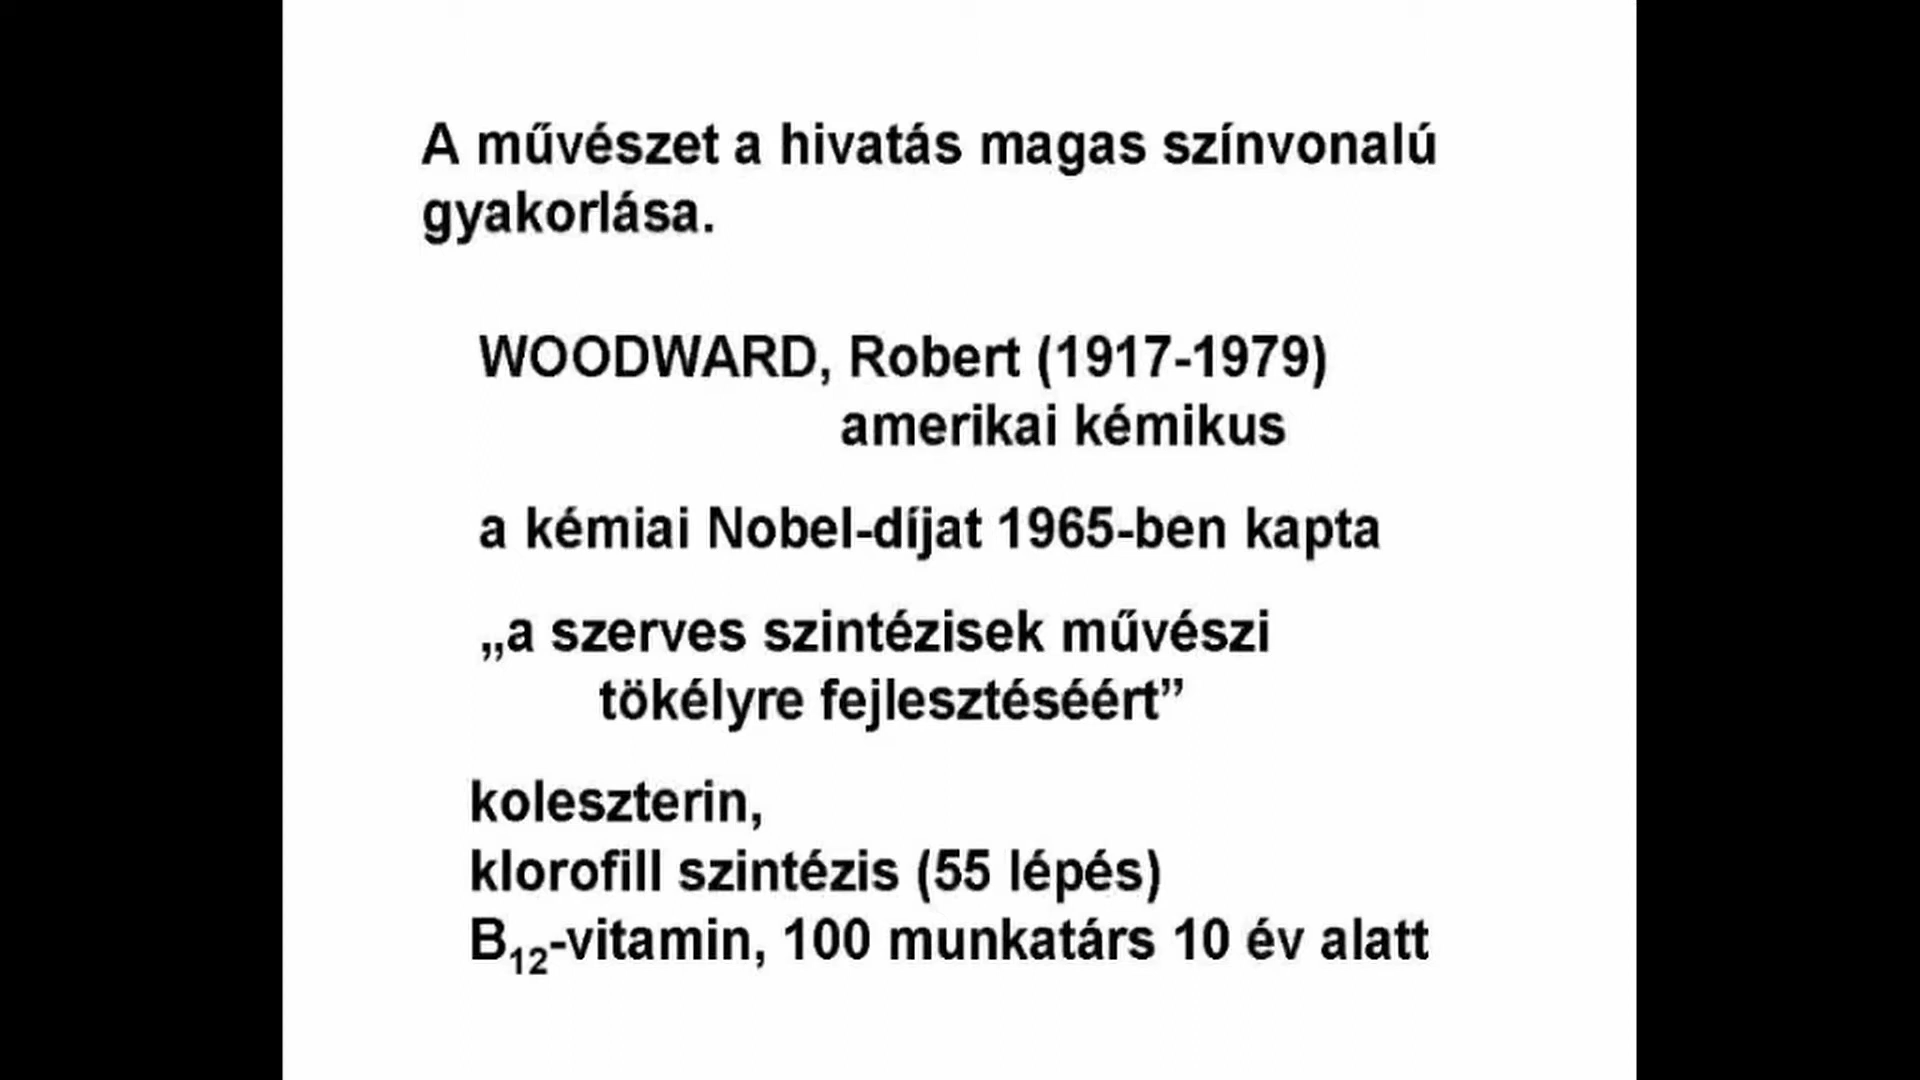 A művészet a hivatás magas színvonalú
gyakorlása.
WOODWARD, Robert (1917-1979)
amerikai kémikus
a kémiai Nobel-díjat 1965-ben kapta
„a szerves szintézisek művészi
tökélyre fejlesztéséért”
koleszterin,
klorofill szintézis (55 lépés)
B₁₂-vitamin, 100 munkatárs 10 év alatt